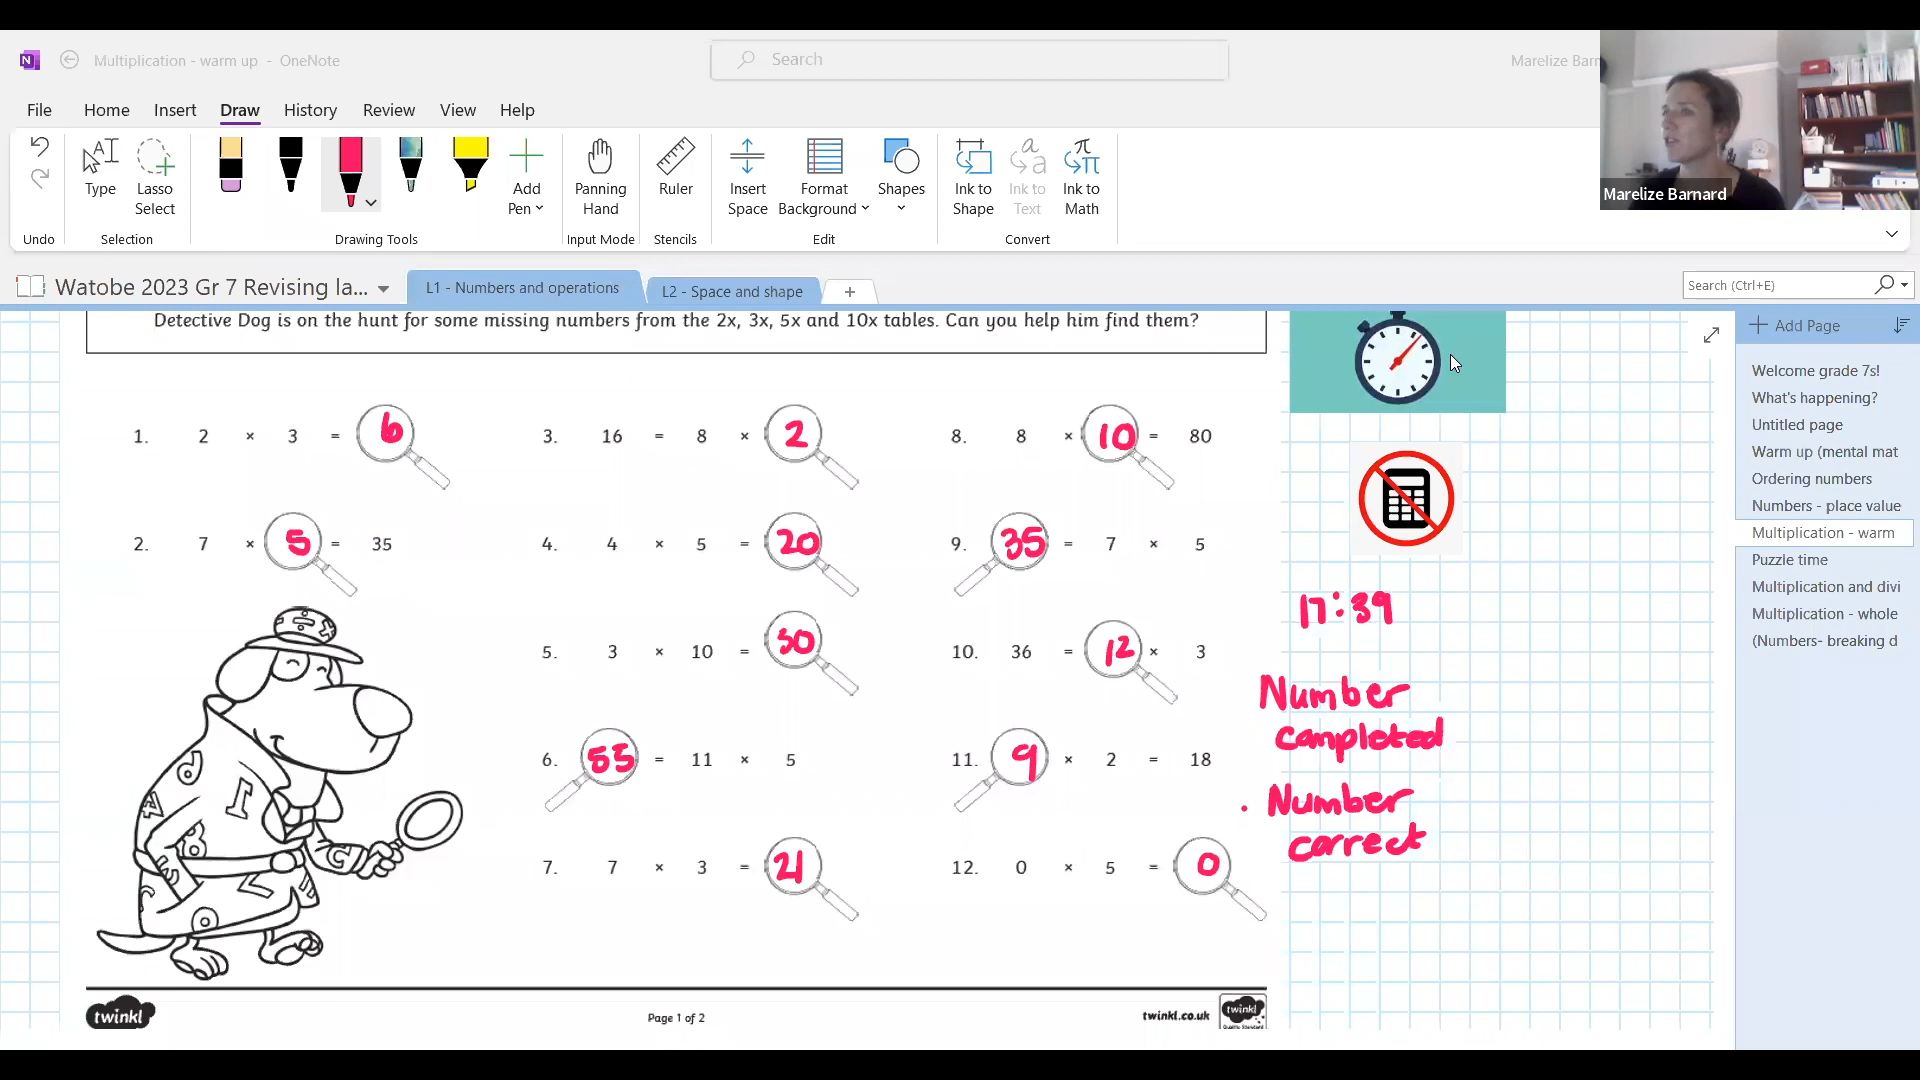 Multiplication - warm up - OneNote
Search
Marelize Barn
File Home Insert Draw History Review View Help
Type
Lasso Select
Add Pen
Panning Hand
Ruler
Insert Space
Format Background
Shapes
Ink to Shape
Ink to Text
Ink to Math
Marelize Barnard
Undo
Selection
Drawing Tools
Input Mode
Stencils
Edit
Convert
Watobe 2023 Gr 7 Revising la...
L1 - Numbers and operations
L2 - Space and shape
Search (Ctrl+E)
Detective Dog is on the hunt for some missing numbers from the 2x, 3x, 5x and 10x tables. Can you help him find them?
1. 2 × 3 = 6
2. 7 × 5 = 35
3. 16 = 8 × 2
4. 4 × 5 = 20
5. 3 × 10 = 30
6. 55 = 11 × 5
7. 7 × 3 = 21
8. 8 × 10 = 80
9. 35 = 7 × 5
10. 36 = 12 × 3
11. 9 × 2 = 18
12. 0 × 5 = 0
17:39
Number
completed
. Number
correct
Add Page
Welcome grade 7s!
What's happening?
Untitled page
Warm up (mental mat
Ordering numbers
Numbers - place value
Multiplication - warm
Puzzle time
Multiplication and divi
Multiplication - whole
(Numbers- breaking d
twinkl
Page 1 of 2
twinkl.co.uk
twinkl